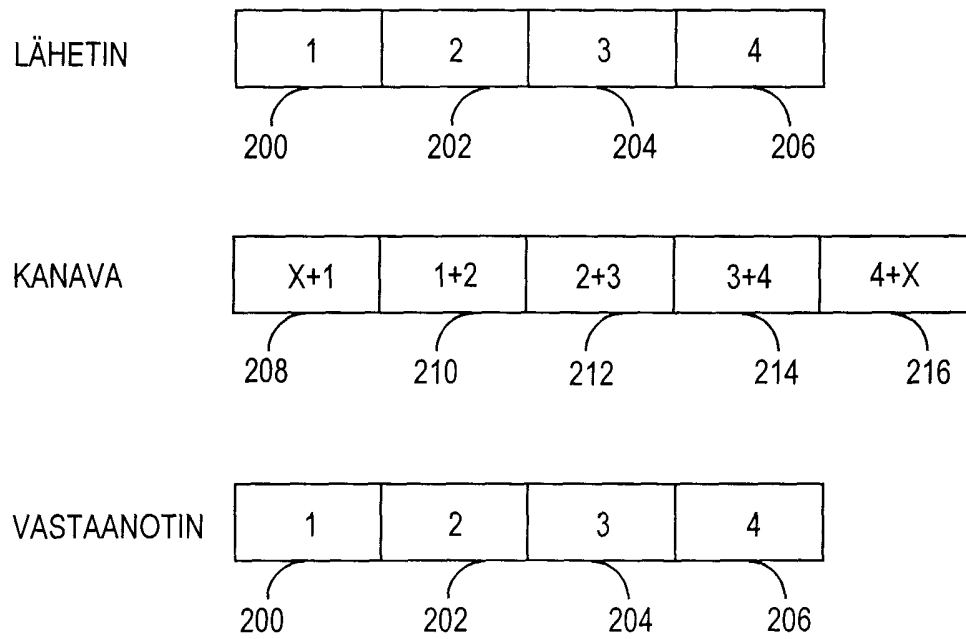 LÄHETIN 1 2 3 4
200 202 204 206
KANAVA X+1 1+2 2+3 3+4 4+X
208 210 212 214 216
VASTAANOTIN 1 2 3 4
200 202 204 206